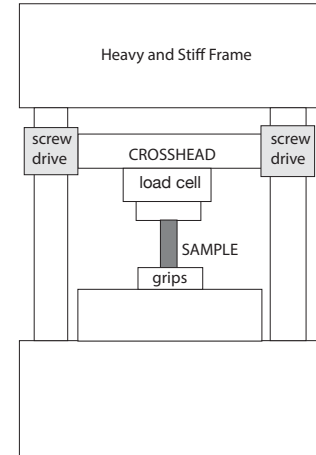 Heavy and Stiff Frame
screw
drive
CROSSHEAD
screw
drive
load cell
SAMPLE
grips